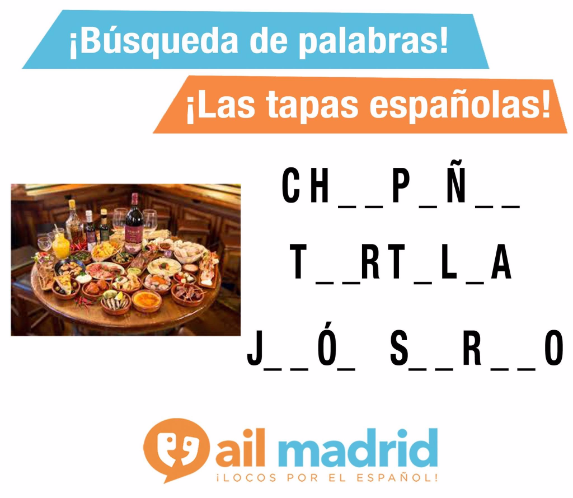 ¡Búsqueda de palabras!
¡Las tapas españolas!
CH__P_Ñ__
T__RT_L_A
J__Ó_ S__R__O
ail madrid
¡LOCOS POR EL ESPAÑOL!